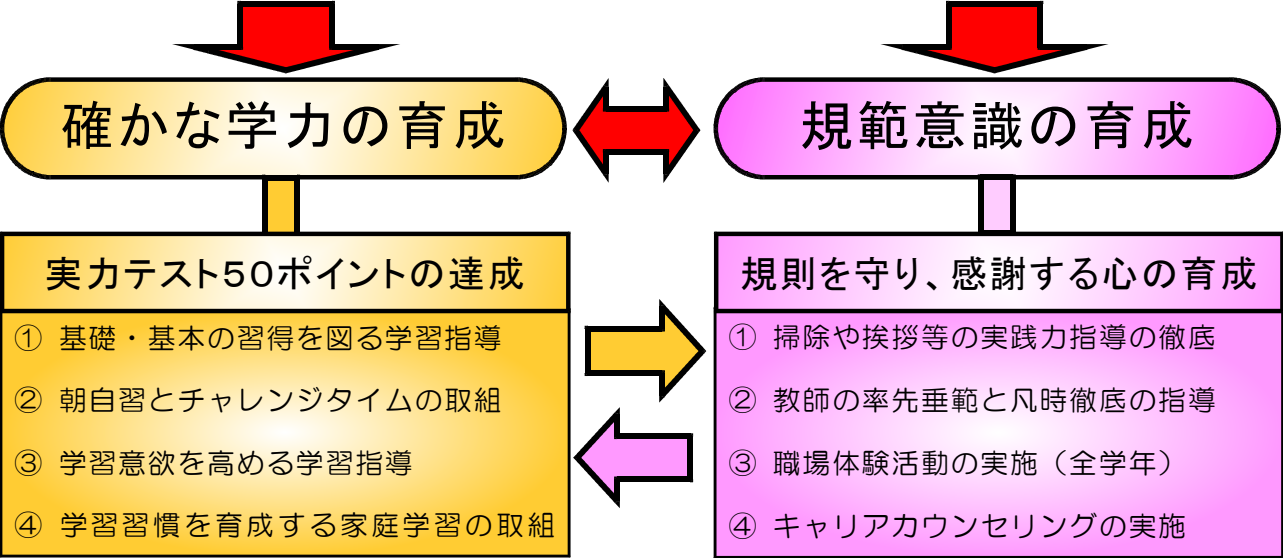 確かな学力の育成
規範意識の育成
実力テスト50ポイントの達成
① 基礎・基本の習得を図る学習指導
② 朝自習とチャレンジタイムの取組
③ 学習意欲を高める学習指導
④ 学習習慣を育成する家庭学習の取組
規則を守り、感謝する心の育成
① 掃除や挨拶等の実践力指導の徹底
② 教師の率先垂範と凡時徹底の指導
③ 職場体験活動の実施（全学年）
④ キャリアカウンセリングの実施